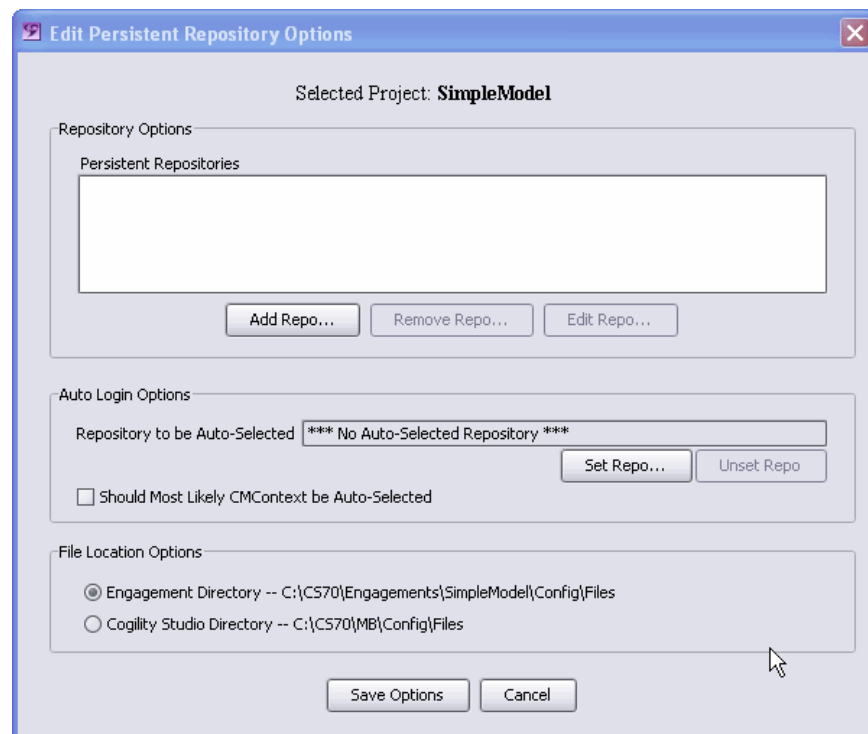 Edit Persistent Repository Options
Selected Project: SimpleModel
Repository Options
Persistent Repositories
Add Repo...
Remove Repo...
Edit Repo...
Auto Login Options
Repository to be Auto-Selected
*** No Auto-Selected Repository ***
Set Repo...
Unset Repo
Should Most Likely CMContext be Auto-Selected
File Location Options
Engagement Directory -- C:\CS70\Engagements\SimpleModel\Config\Files
Cogility Studio Directory -- C:\CS70\MB\Config\Files
Save Options
Cancel